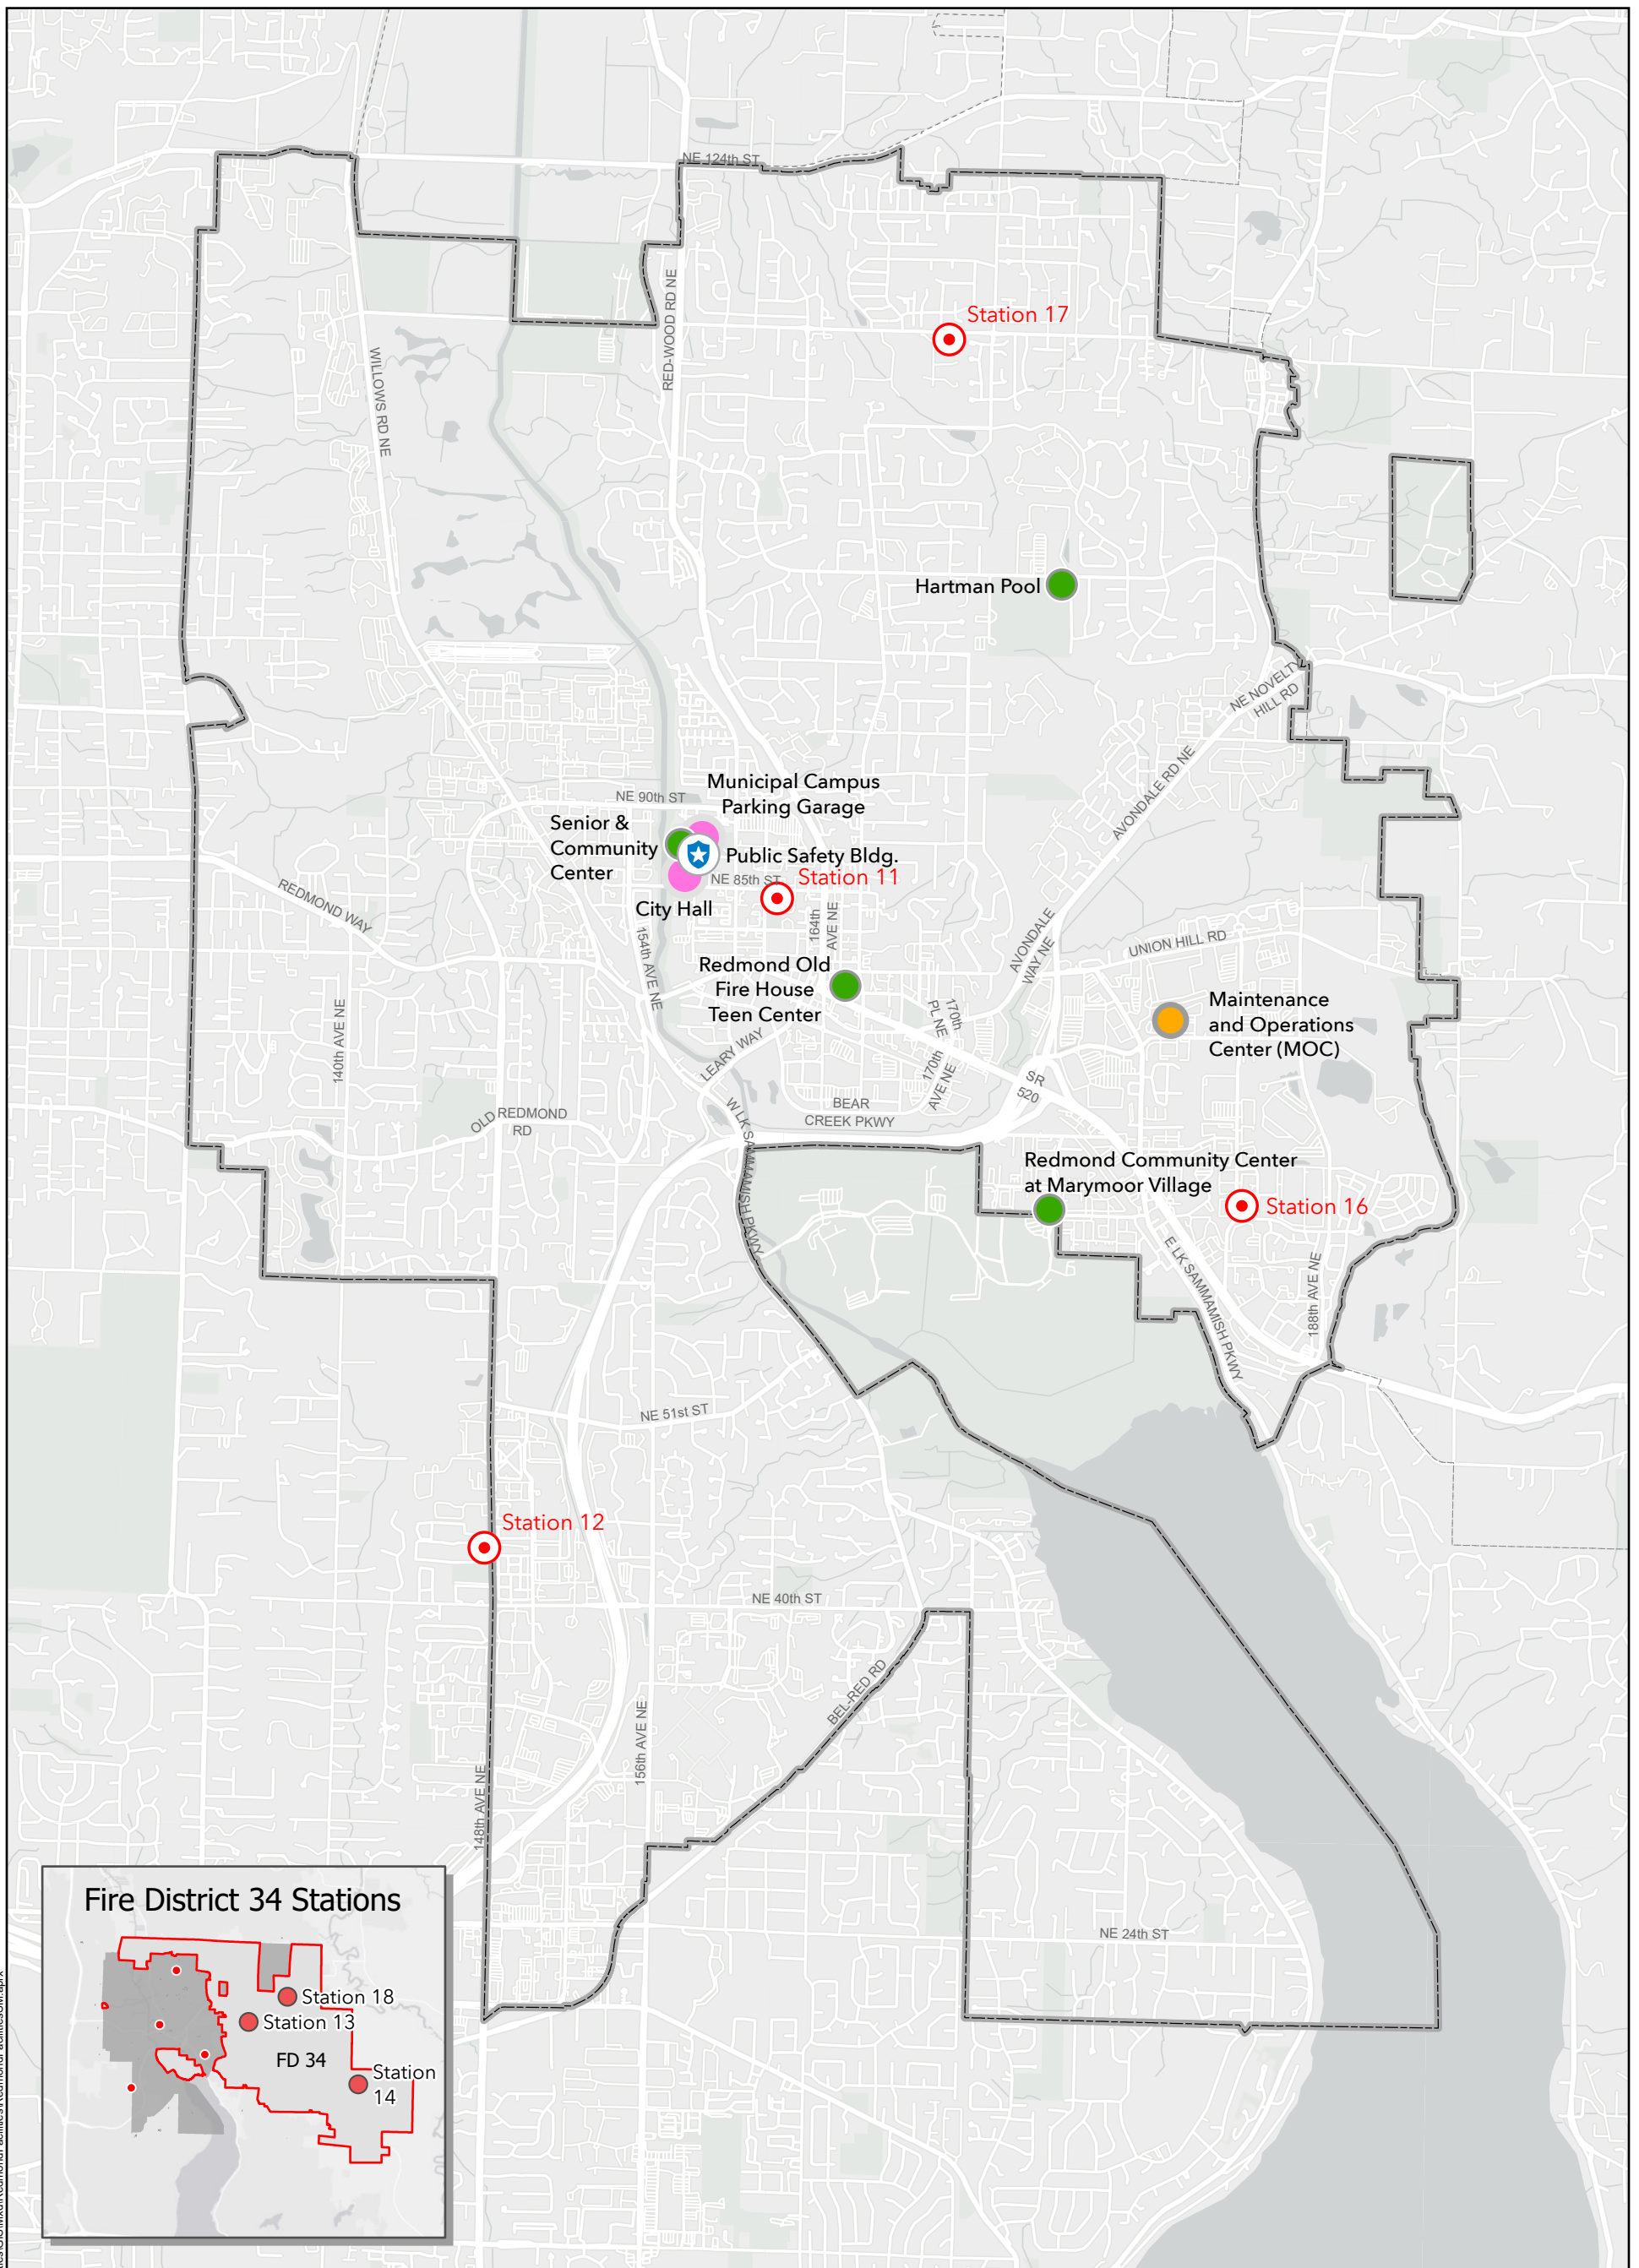 NE 124th ST
Station 17
RED-WOOD RD NE
WILLOWS RD NE
Hartman Pool
NE NOVELTY
HILL RD
AVONDALE RD NE
Municipal Campus
Parking Garage
NE 90th ST
Senior &
Community
Center
Public Safety Bldg.
NE 85th ST
Station 11
City Hall
REDMOND WAY
164th
AVE NE
154th AVE NE
AVONDALE
WAY NE
UNION HILL RD
Redmond Old
Fire House
Teen Center
Maintenance
and Operations
Center (MOC)
140th AVE NE
170th
PL NE
LEARY WAY
170th
AVE NE
SR
520
BEAR
CREEK PKWY
OLD REDMOND
RD
W LK SAMMAMISH PKWY
Redmond Community Center
at Marymoor Village
Station 16
E LK SAMMAMISH PKWY
188th AVE NE
NE 51st ST
Station 12
NE 40th ST
BEL-RED RD
156th AVE NE
148th AVE NE
NE 24th ST
Fire District 34 Stations
Station 18
Station 13
FD 34
Station
14